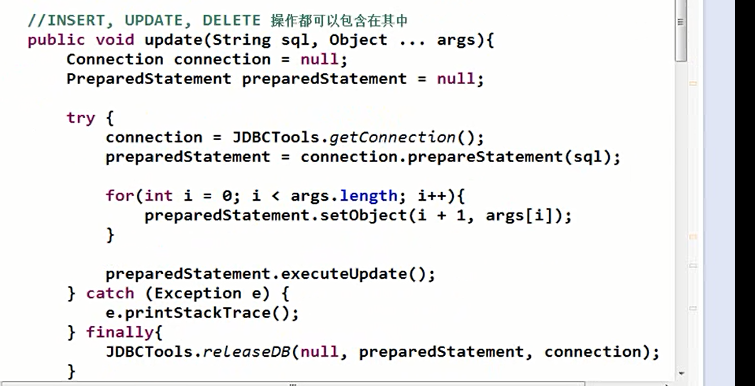 //INSERT, UPDATE, DELETE 操作都可以包含在其中
public void update(String sql, Object ... args){
Connection connection = null;
PreparedStatement preparedStatement = null;
try {
connection = JDBCTools.getConnection();
preparedStatement = connection.prepareStatement(sql);
for(int i = 0; i < args.length; i++){
preparedStatement.setObject(i + 1, args[i]);
}
preparedStatement.executeUpdate();
} catch (Exception e) {
e.printStackTrace();
} finally{
JDBCTools.releaseDB(null, preparedStatement, connection);
}